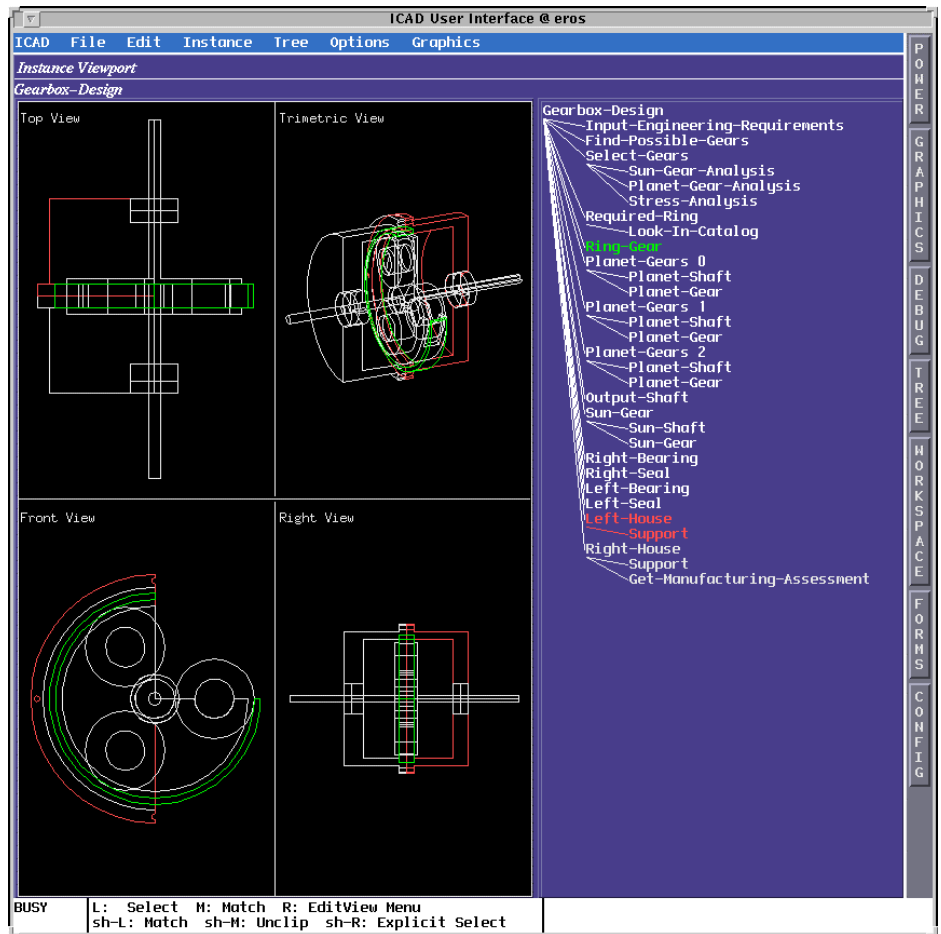 ICAD User Interface @ eros
ICAD File Edit Instance Tree Options Graphics
Instance Viewport
Gearbox-Design
Top View
Trimetric View
Front View
Right View
Gearbox-Design
Input-Engineering-Requirements
Find-Possible-Gears
Select-Gears
Sun-Gear-Analysis
Planet-Gear-Analysis
Stress-Analysis
Required-Ring
Look-In-Catalog
Ring-Gear
Planet-Gears 0
Planet-Shaft
Planet-Gear
Planet-Gears 1
Planet-Shaft
Planet-Gear
Planet-Gears 2
Planet-Shaft
Planet-Gear
Output-Shaft
Sun-Gear
Sun-Shaft
Sun-Gear
Right-Bearing
Right-Seal
Left-Bearing
Left-Seal
Left-House
Support
Right-House
Support
Get-Manufacturing-Assessment
POWER
GRAPHICS
DEBUG
TREE
WORKSPACE
FORMS
CONFIG
BUSY
L: Select M: Match R: EditView Menu
sh-L: Match sh-M: Unclip sh-R: Explicit Select